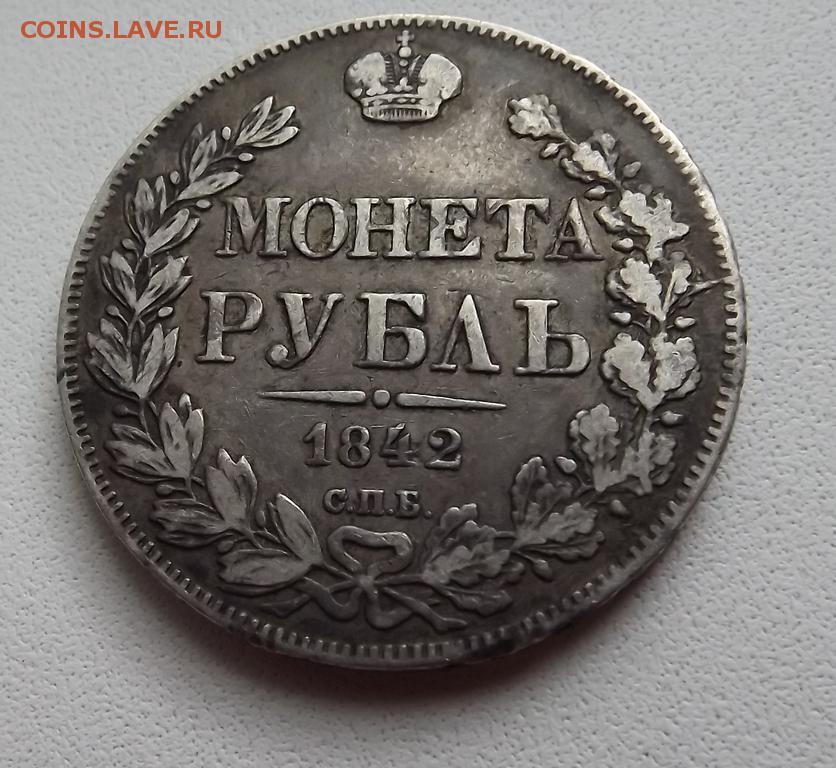 COINS.LAVE.RU
МОНЕТА
РУБЛЬ
1842
С.П.Б.